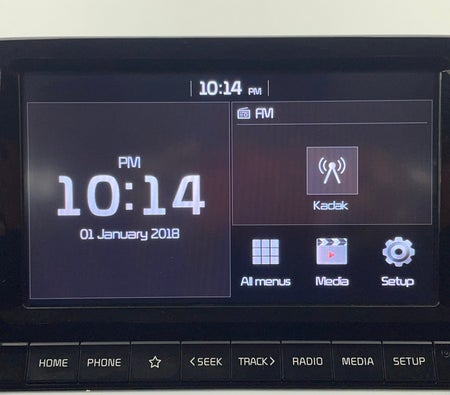 10:14 PM
FM
PM
10:14
01 January 2018
Kadak
All menus Media Setup
HOME PHONE < SEEK TRACK > RADIO MEDIA SETUP